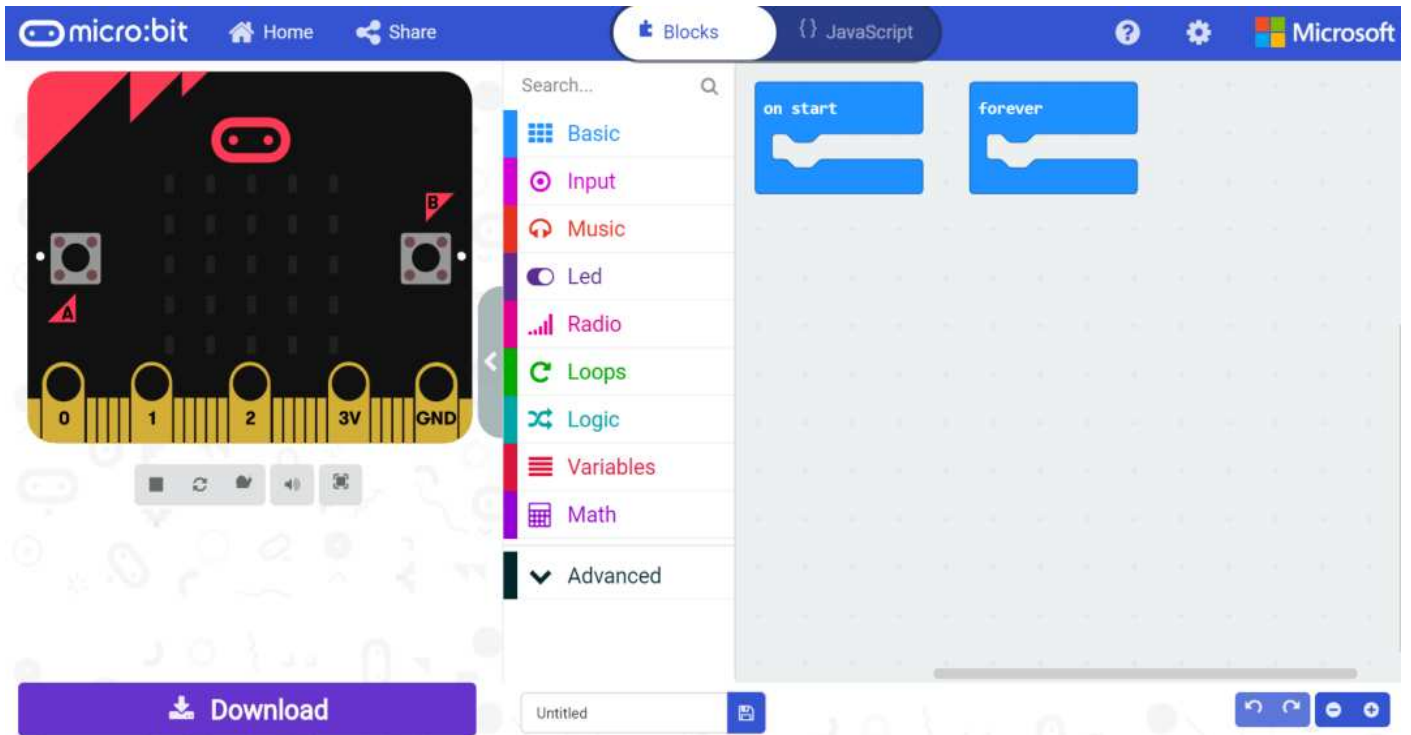 micro:bit Home Share Blocks {} JavaScript ? Microsoft
Search...
Basic
Input
Music
Led
Radio
Loops
Logic
Variables
Math
Advanced
on start forever
B
A
0 1 2 3V GND
Download
Untitled